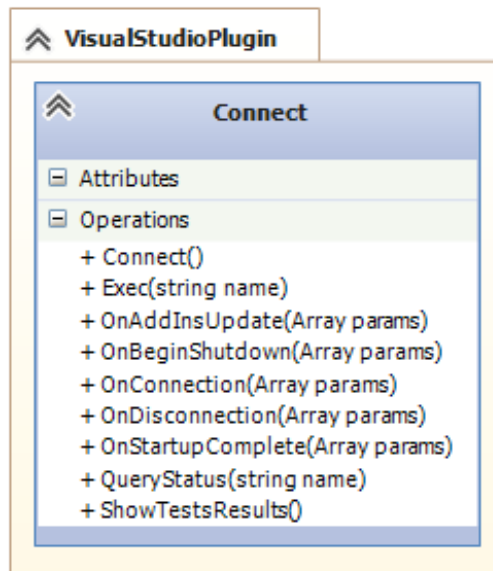 VisualStudioPlugin
Connect
Attributes
Operations
+ Connect()
+ Exec(string name)
+ OnAddInsUpdate(Array params)
+ OnBeginShutdown(Array params)
+ OnConnection(Array params)
+ OnDisconnection(Array params)
+ OnStartupComplete(Array params)
+ QueryStatus(string name)
+ ShowTestsResults()